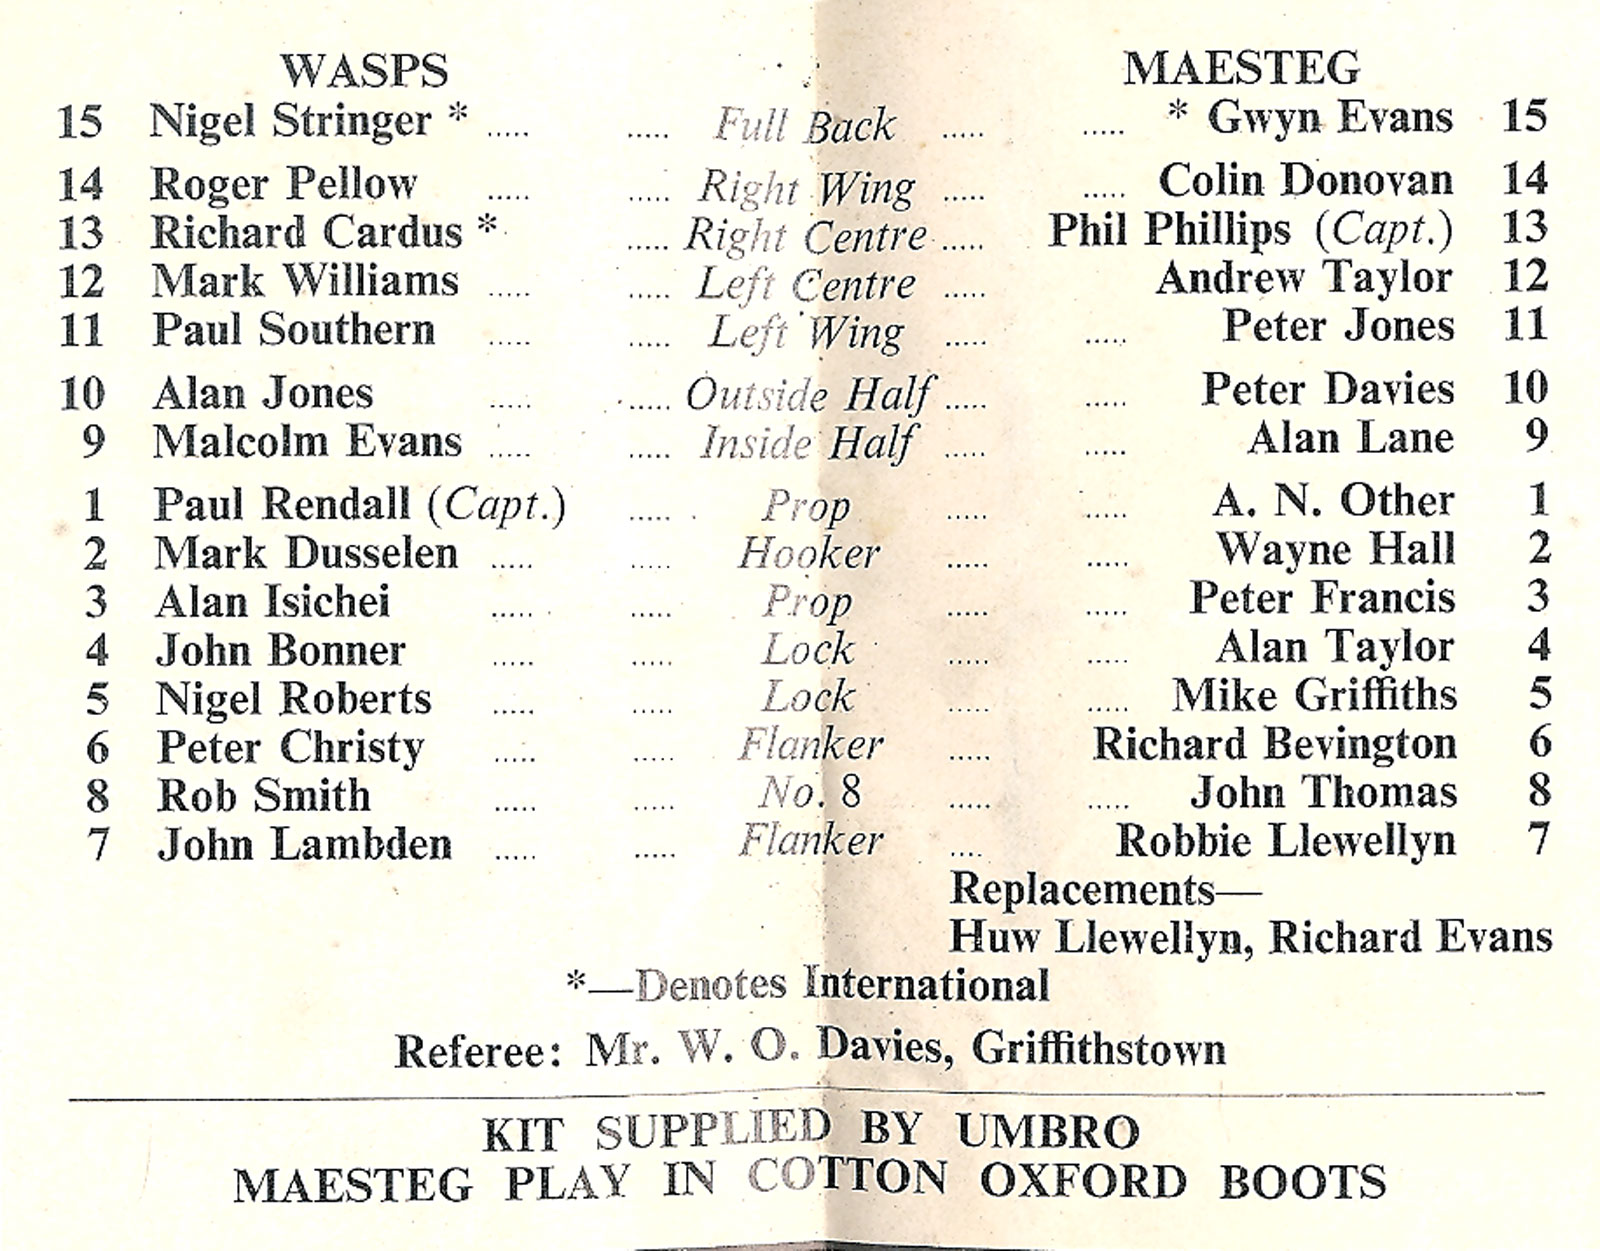 WASPS MAESTEG
15 Nigel Stringer * ..... ..... Full Back ..... ..... * Gwyn Evans 15
14 Roger Pellow ..... ..... Right Wing ..... ..... Colin Donovan 14
13 Richard Cardus * ..... Right Centre ..... Phil Phillips (Capt.) 13
12 Mark Williams ..... ..... Left Centre ..... Andrew Taylor 12
11 Paul Southern ..... ..... Left Wing ..... ..... Peter Jones 11
10 Alan Jones ..... ..... Outside Half ..... ..... Peter Davies 10
9 Malcolm Evans ..... ..... Inside Half ..... ..... Alan Lane 9
1 Paul Rendall (Capt.) ..... Prop ..... ..... A. N. Other 1
2 Mark Dusselen ..... ..... Hooker ..... ..... Wayne Hall 2
3 Alan Isichei ..... ..... Prop ..... ..... Peter Francis 3
4 John Bonner ..... ..... Lock ..... ..... Alan Taylor 4
5 Nigel Roberts ..... ..... Lock ..... ..... Mike Griffiths 5
6 Peter Christy ..... ..... Flanker ..... Richard Bevington 6
8 Rob Smith ..... ..... No. 8 ..... ..... John Thomas 8
7 John Lambden ..... ..... Flanker .... Robbie Llewellyn 7
Replacements—
Huw Llewellyn, Richard Evans
*—Denotes International
Referee: Mr. W. O. Davies, Griffithstown
KIT SUPPLIED BY UMBRO
MAESTEG PLAY IN COTTON OXFORD BOOTS